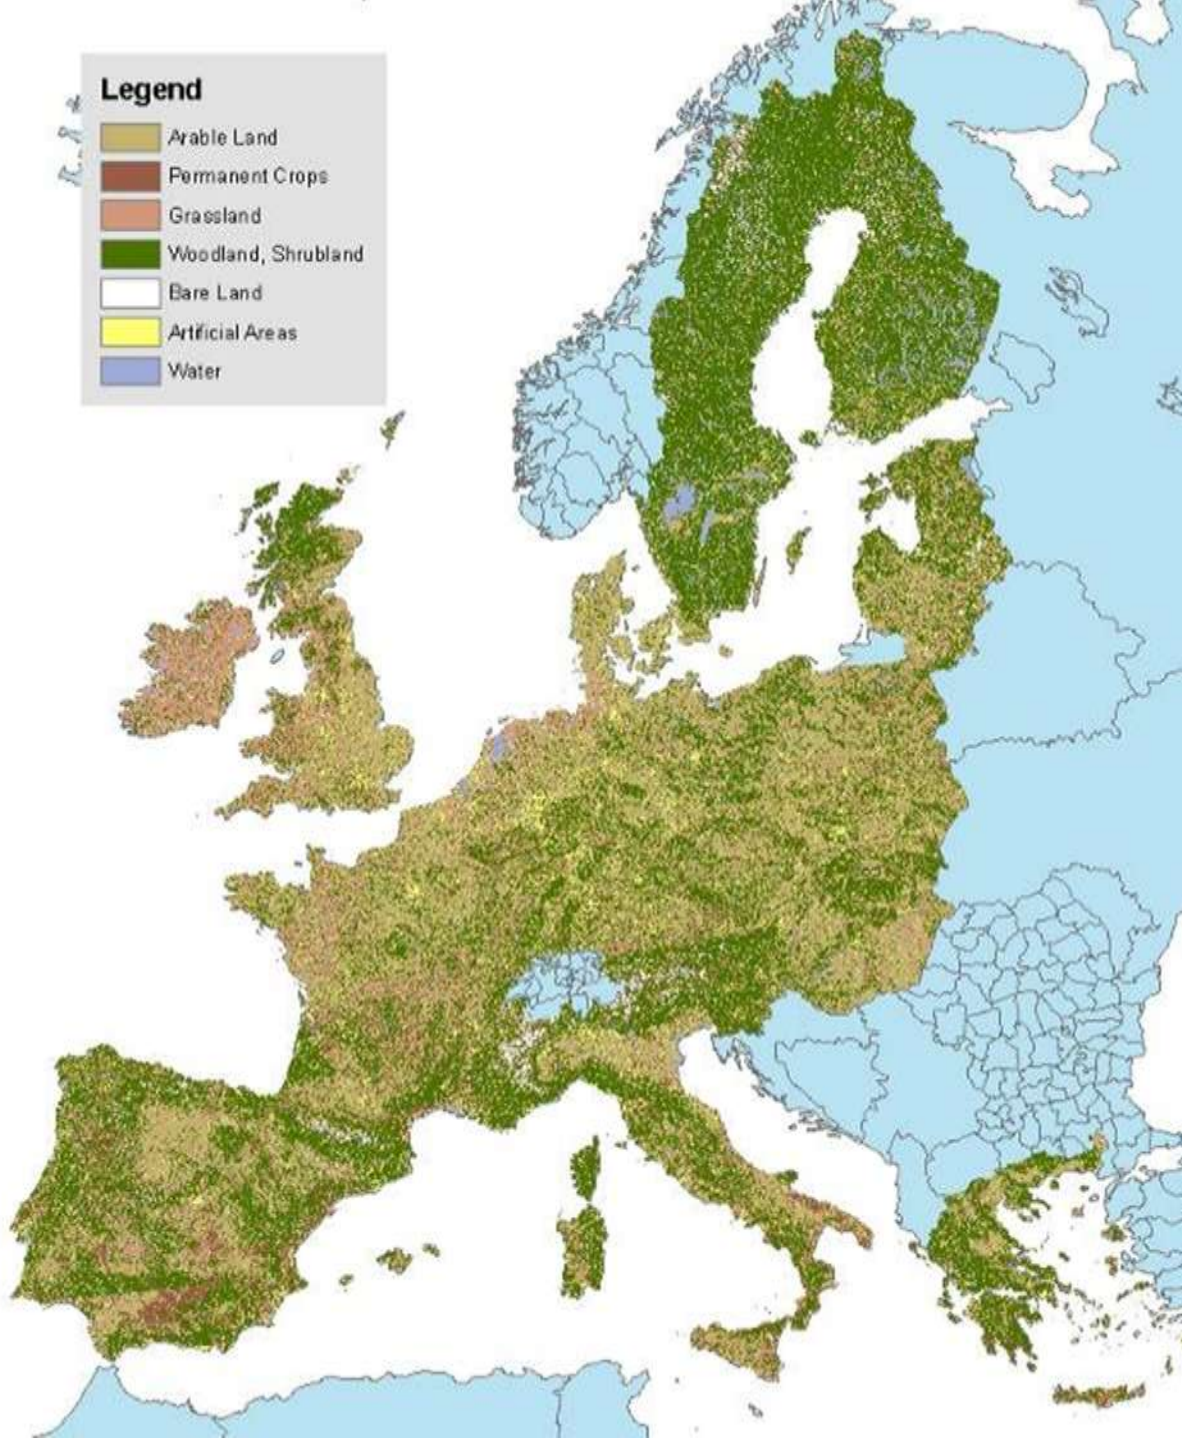 Legend
Arable Land
Permanent Crops
Grassland
Woodland, Shrubland
Bare Land
Artificial Areas
Water